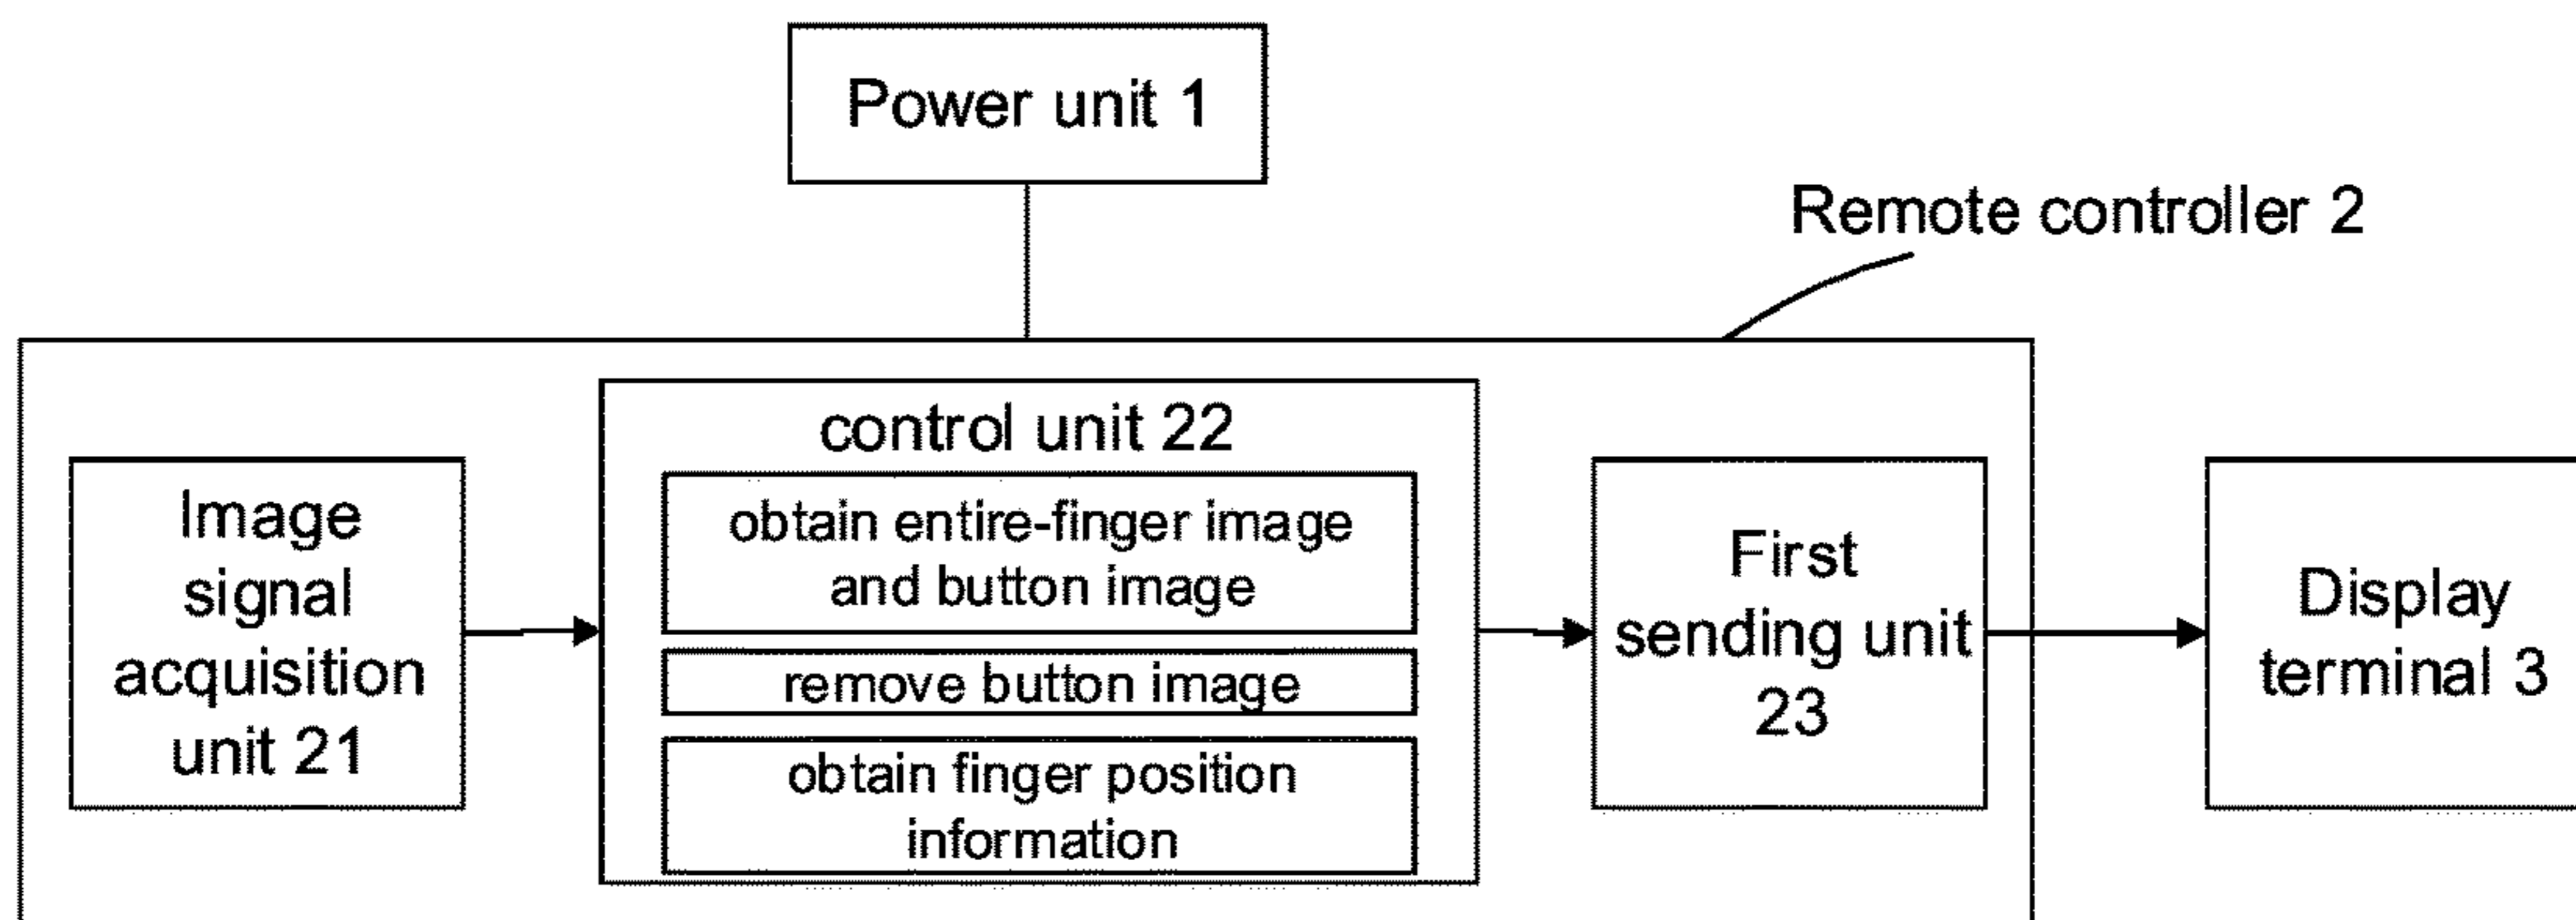 Power unit 1
Remote controller 2
Image
signal
acquisition
unit 21
control unit 22
obtain entire-finger image
and button image
remove button image
obtain finger position
information
First
sending unit
23
Display
terminal 3